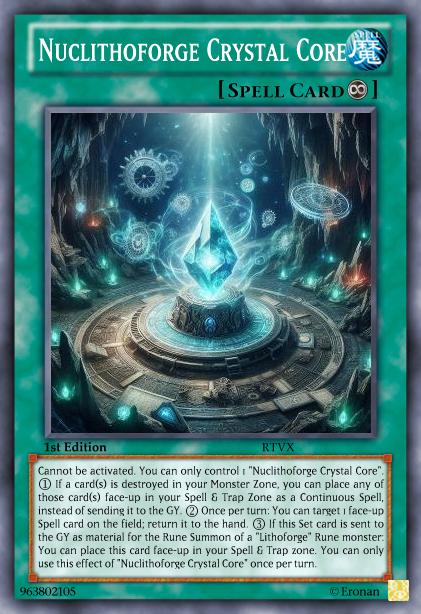 NUCLITHOFORGE CRYSTAL CORE
SPELL
魔
[ SPELL CARD ]
1st Edition RTVX
Cannot be activated. You can only control 1 "Nuclithoforge Crystal Core".
① If a card(s) is destroyed in your Monster Zone, you can place any of
those card(s) face-up in your Spell & Trap Zone as a Continuous Spell,
instead of sending it to the GY. ② Once per turn: You can target 1 face-up
Spell card on the field; return it to the hand. ③ If this Set card is sent to
the GY as material for the Rune Summon of a "Lithoforge" Rune monster:
You can place this card face-up in your Spell & Trap zone. You can only
use this effect of "Nuclithoforge Crystal Core" once per turn.
963802105 © Eronan